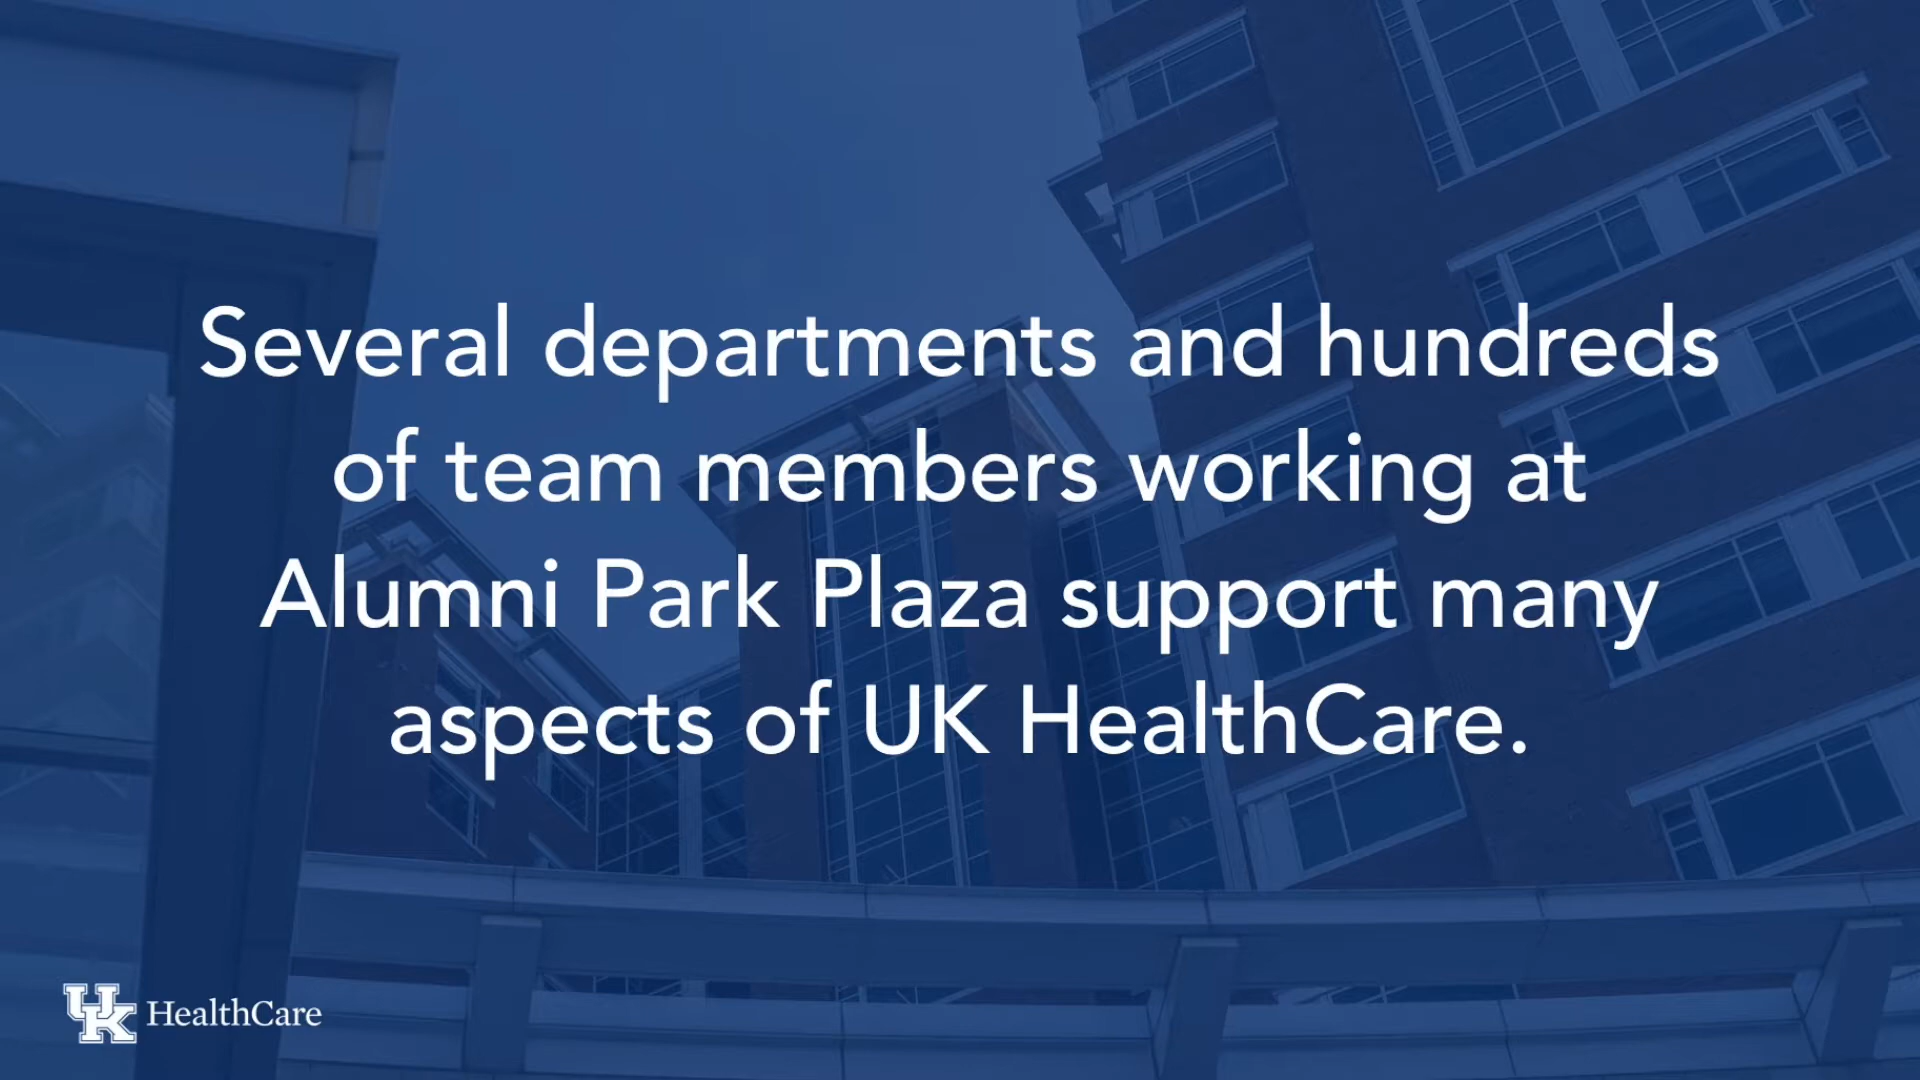 Several departments and hundreds
of team members working at
Alumni Park Plaza support many
aspects of UK HealthCare.
UK HealthCare